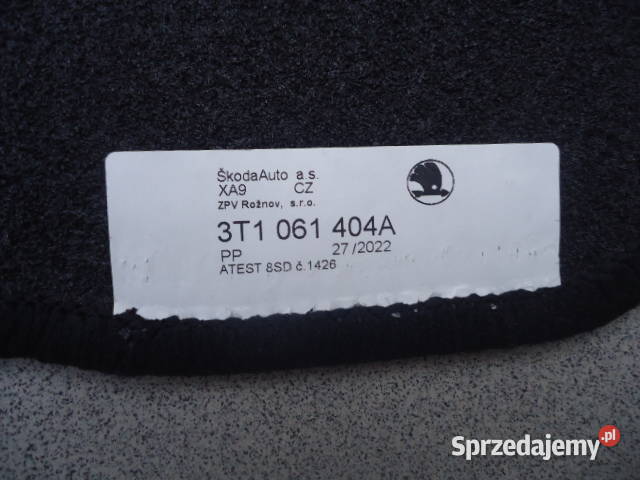 ŠkodaAuto a.s.
XA9 CZ
ZPV Rožnov, s.r.o.
3T1 061 404A
PP 27/2022
ATEST 8SD č.1426
Sprzedajemy.pl